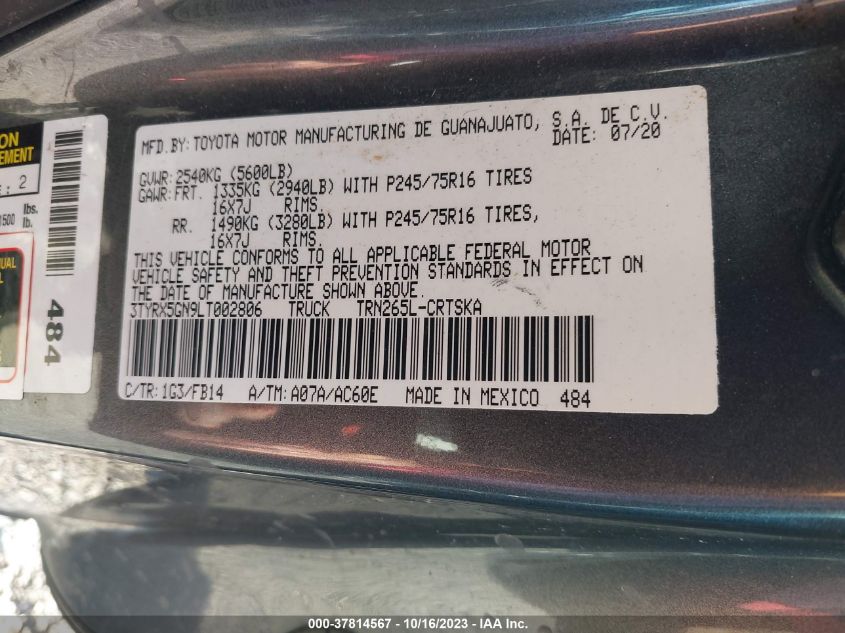 ON
EMENT
: 2
lbs.
1500 lb.
NUAL
L
484
MFD.BY: TOYOTA MOTOR MANUFACTURING DE GUANAJUATO, S.A. DE C.V.
DATE: 07/20
GVWR: 2540KG (5600LB)
GAWR: FRT. 1335KG (2940LB) WITH P245/75R16 TIRES
16X7J RIMS.
RR. 1490KG (3280LB) WITH P245/75R16 TIRES,
16X7J RIMS.
THIS VEHICLE CONFORMS TO ALL APPLICABLE FEDERAL MOTOR
VEHICLE SAFETY AND THEFT PREVENTION STANDARDS IN EFFECT ON
THE DATE OF MANUFACTURE SHOWN ABOVE.
3TYRX5GN9LT002806 TRUCK TRN265L-CRTSKA
C/TR: 1G3/FB14 A/TM: A07A/AC60E MADE IN MEXICO 484
000-37814567 - 10/16/2023 - IAA Inc.